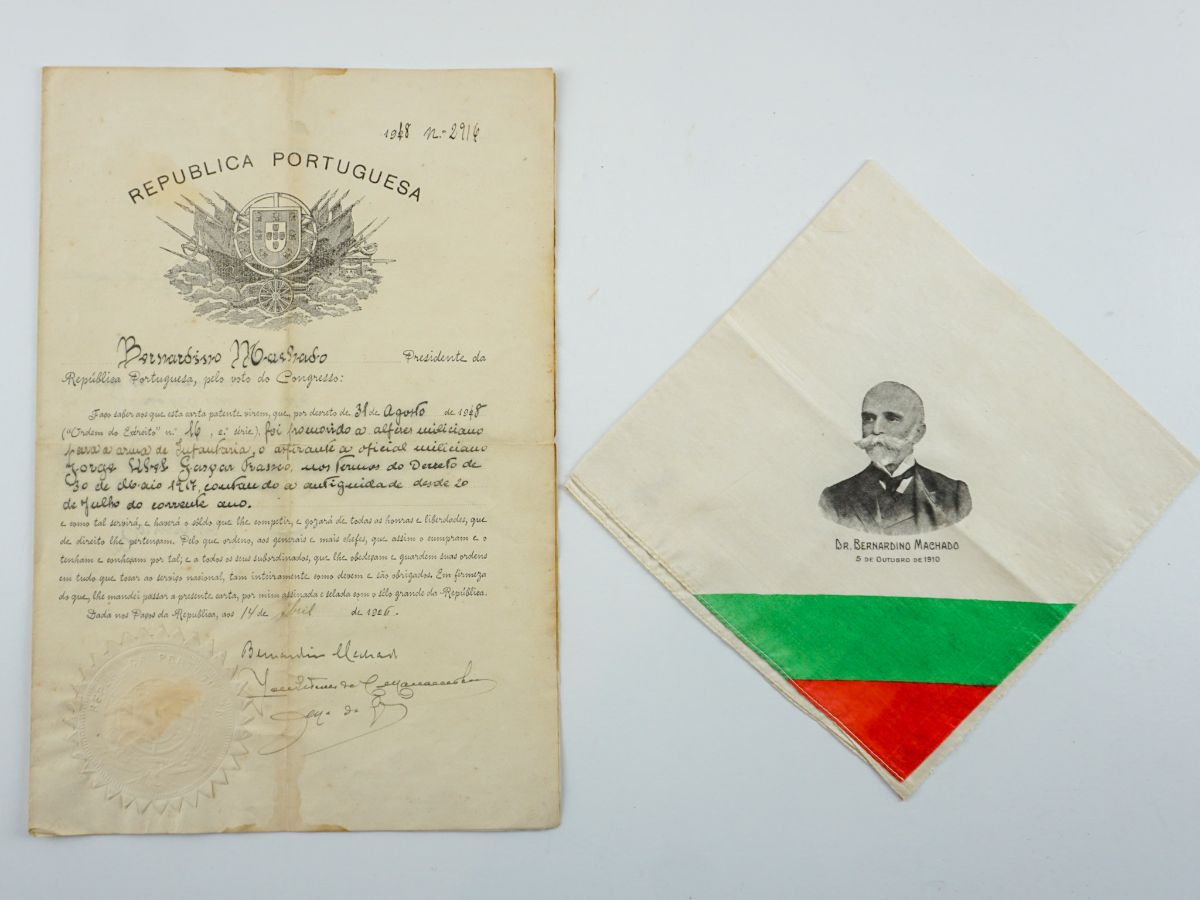 1918 N.º 2916
REPUBLICA PORTUGUESA
Bernardino Machado Presidente da
República Portuguesa, pelo voto do Congresso:
Faço saber aos que esta carta patente virem, que, por decreto de 31 de Agosto de 1918
("Ordem do Exército" n.º 16, 2.ª série), foi promovido a alferes miliciano
para a arma de Infantaria, o aspirante a oficial miliciano
Jorge Gaspar, nos termos do Decreto de
30 de Maio 1917, contando a antiguidade desde 20
de Julho do corrente ano.
e como tal servirá, e haverá o sôldo que lhe competir, e gozará de todas as honras e liberdades, que
de direito lhe pertençam. Pelo que ordeno, aos generais e mais chefes, que assim o cumpram e o
tenham e conheçam por tal; e a todos os seus subordinados, que lhe obedeçam e guardem suas ordens
em tudo que tocar ao serviço nacional, tam inteiramente como devem e são obrigados. Em firmeza
do que, lhe mandei passar a presente carta, por mim assinada e selada com o sêlo grande da República.
Dada nos Paços da República, aos 14 de Abril de 1926.
Bernardino Machado
DR. BERNARDINO MACHADO
5 DE OUTUBRO DE 1910